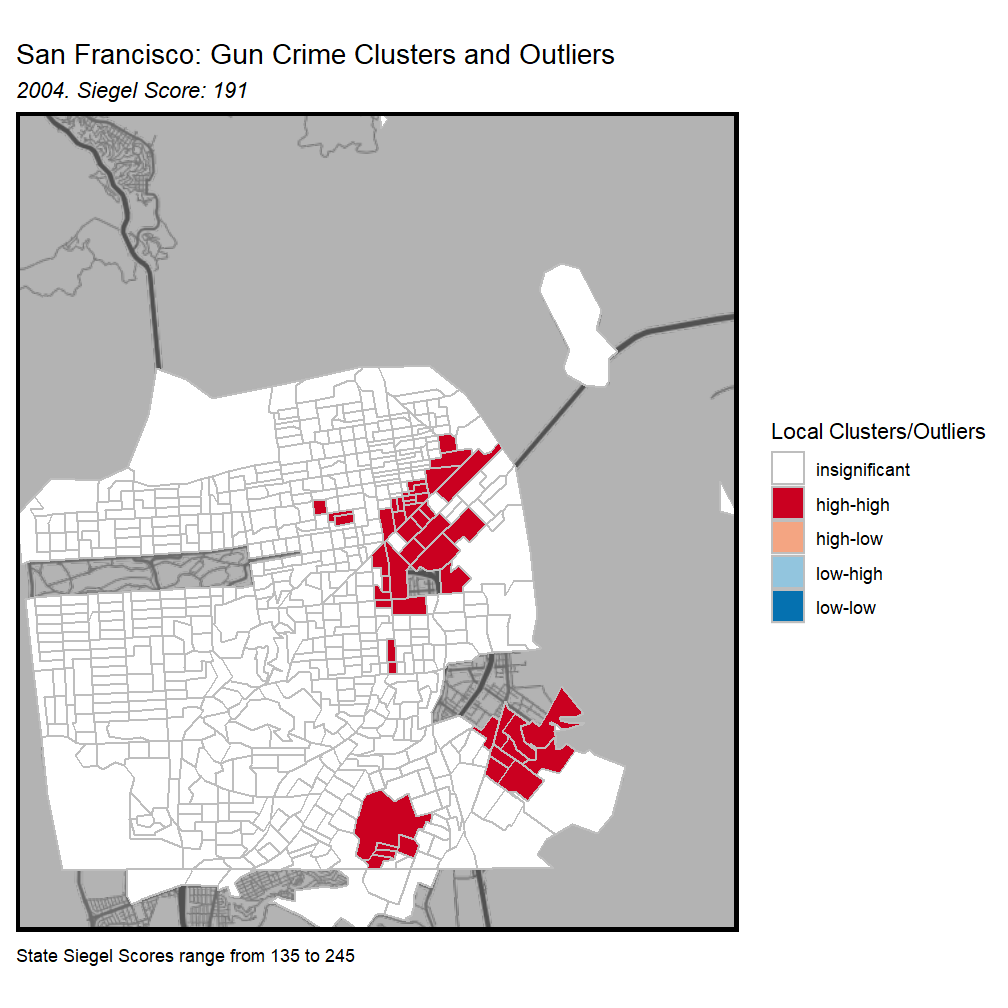 San Francisco: Gun Crime Clusters and Outliers
2004. Siegel Score: 191
Local Clusters/Outliers
insignificant
high-high
high-low
low-high
low-low
State Siegel Scores range from 135 to 245